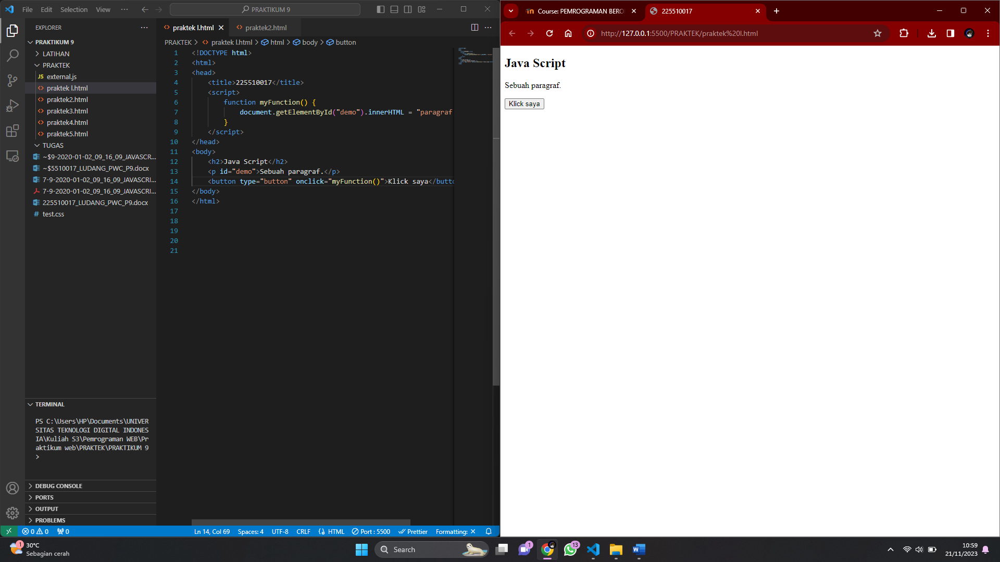 File Edit Selection View ··· PRAKTIKUM 9
EXPLORER ···
PRAKTIKUM 9
LATIHAN
PRAKTEK
JS external.js
praktek l.html
praktek2.html
praktek3.html
praktek4.html
praktek5.html
TUGAS
~$9-2020-01-02_09_16_09_JAVASCR...
~$5510017_LUDANG_PWC_P9.docx
7-9-2020-01-02_09_16_09_JAVASCRI...
7-9-2020-01-02_09_16_09_JAVASCRI...
225510017_LUDANG_PWC_P9.docx
# test.css
TERMINAL
PS C:\Users\HP\Documents\UNIVER
SITAS TEKNOLOGI DIGITAL INDONES
IA\Kuliah S3\Pemrograman WEB\Pr
aktikum web\PRAKTEK\PRAKTIKUM 9
>
DEBUG CONSOLE
PORTS
OUTPUT
PROBLEMS
praktek l.html praktek2.html
PRAKTEK > praktek l.html > html > body > button
1 <!DOCTYPE html>
2 <html>
3 <head>
4 <title>225510017</title>
5 <script>
6 function myFunction() {
7 document.getElementById("demo").innerHTML = "paragraf
8 }
9 </script>
10 </head>
11 <body>
12 <h2>Java Script</h2>
13 <p id="demo">Sebuah paragraf.</p>
14 <button type="button" onclick="myFunction()">Klick saya</butto
15 </body>
16 </html>
17
18
19
20
21
0 0 0 Ln 14, Col 69 Spaces: 4 UTF-8 CRLF HTML Port : 5500 Prettier Formatting: ✕
Course: PEMROGRAMAN BERO 225510017
http://127.0.0.1:5500/PRAKTEK/praktek%20l.html
Java Script
Sebuah paragraf.
Klick saya
1 30°C
Sebagian cerah
Search
1
13
10:59
21/11/2023